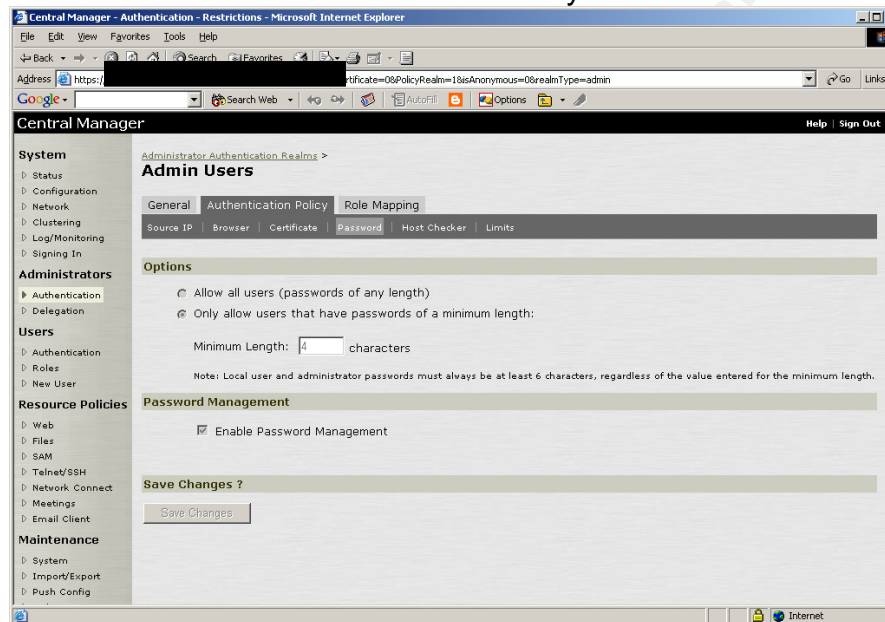 Central Manager - Authentication - Restrictions - Microsoft Internet Explorer
File Edit View Favorites Tools Help
Back Search Favorites
Address https:/ rtificate=0&PolicyRealm=1&isAnonymous=0&realmType=admin Go Links
Google Search Web AutoFill Options
Central Manager Help | Sign Out
System
Status
Configuration
Network
Clustering
Log/Monitoring
Signing In
Administrators
Authentication
Delegation
Users
Authentication
Roles
New User
Resource Policies
Web
Files
SAM
Telnet/SSH
Network Connect
Meetings
Email Client
Maintenance
System
Import/Export
Push Config
Administrator Authentication Realms >
Admin Users
General Authentication Policy Role Mapping
Source IP | Browser | Certificate | Password | Host Checker | Limits
Options
Allow all users (passwords of any length)
Only allow users that have passwords of a minimum length:
Minimum Length: 4 characters
Note: Local user and administrator passwords must always be at least 6 characters, regardless of the value entered for the minimum length.
Password Management
Enable Password Management
Save Changes ?
Save Changes
Internet